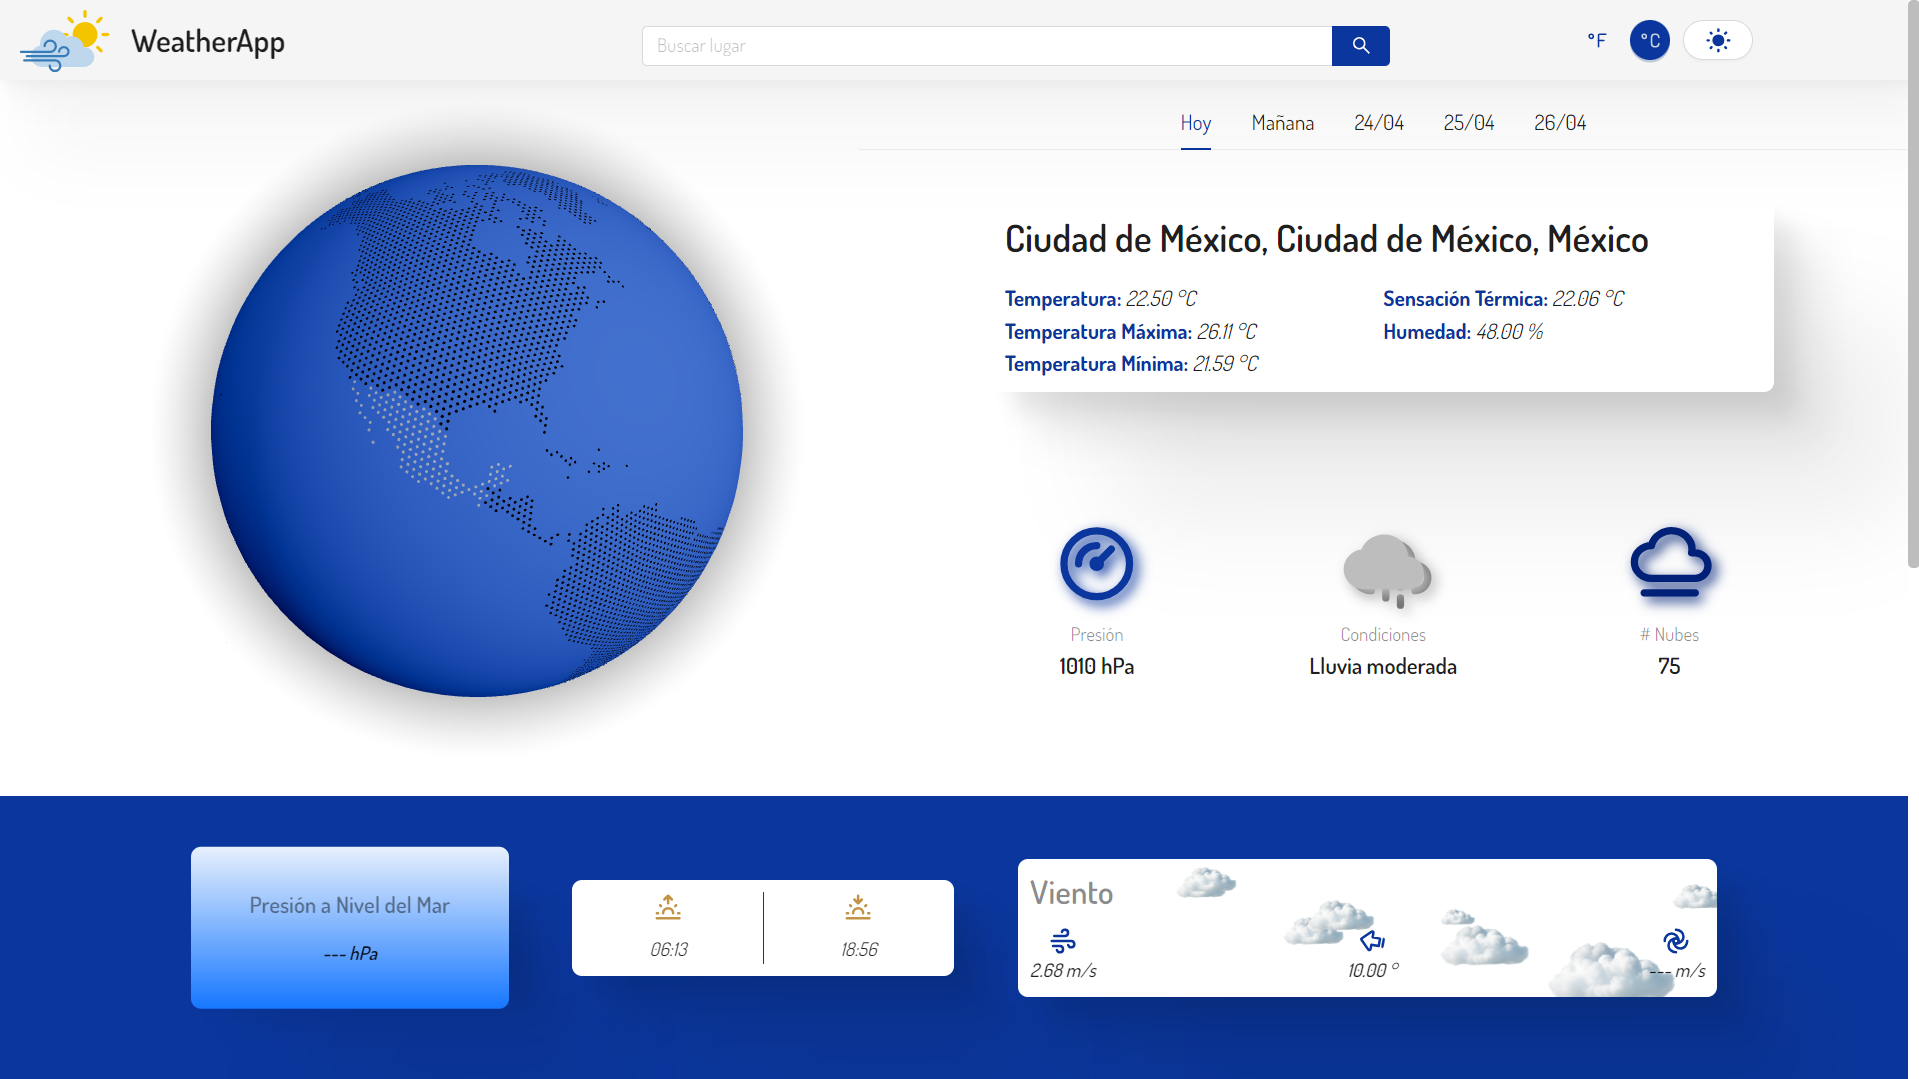 WeatherApp
Buscar lugar
°F
°C
Hoy
Mañana
24/04
25/04
26/04
Ciudad de México, Ciudad de México, México
Temperatura: 22.50 °C
Sensación Térmica: 22.06 °C
Temperatura Máxima: 26.11 °C
Humedad: 48.00 %
Temperatura Mínima: 21.59 °C
Presión
1010 hPa
Condiciones
Lluvia moderada
# Nubes
75
Presión a Nivel del Mar
--- hPa
06:13
18:56
Viento
2.68 m/s
10.00 °
--- m/s